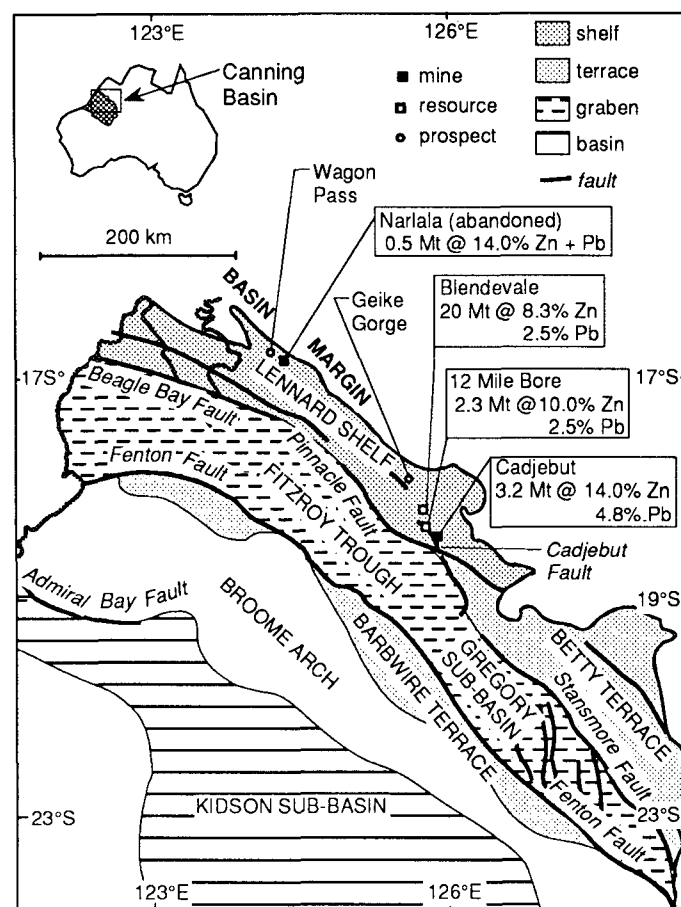 123°E
126°E
Canning
Basin
mine
resource
prospect
shelf
terrace
graben
basin
fault
Wagon
Pass
200 km
Narlala (abandoned)
0.5 Mt @ 14.0% Zn + Pb
BASIN
MARGIN
Geike
Gorge
Blendevale
20 Mt @ 8.3% Zn
2.5% Pb
17°S
17°S
LENNARD SHELF
12 Mile Bore
2.3 Mt @10.0% Zn
2.5% Pb
Beagle Bay Fault
Pinnacle Fault
Fenton Fault
FITZROY TROUGH
Cadjebut
3.2 Mt @ 14.0% Zn
4.8% Pb
Cadjebut
Fault
Admiral Bay Fault
19°S
BROOME ARCH
BARBWIRE TERRACE
GREGORY
SUB-BASIN
BETTY TERRACE
Stansmore Fault
KIDSON SUB-BASIN
Fenton Fault
23°S
23°S
123°E
126°E